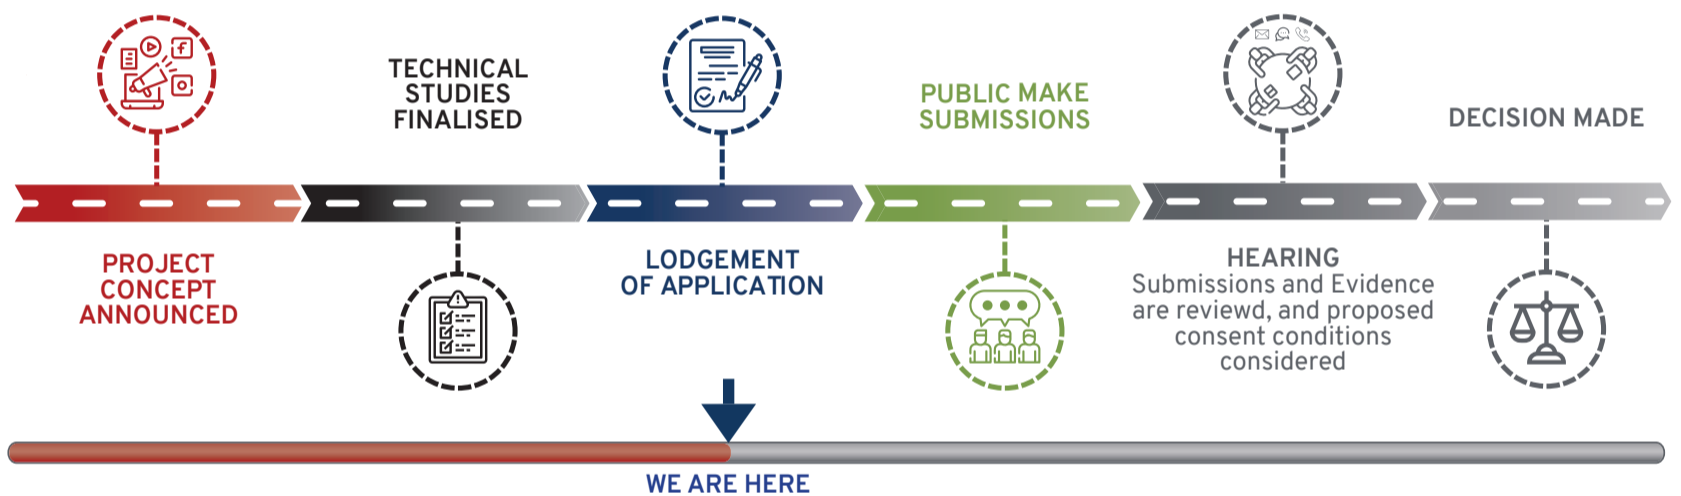 PROJECT
CONCEPT
ANNOUNCED
TECHNICAL
STUDIES
FINALISED
LODGEMENT
OF APPLICATION
PUBLIC MAKE
SUBMISSIONS
HEARING
Submissions and Evidence
are reviewd, and proposed
consent conditions
considered
DECISION MADE
WE ARE HERE